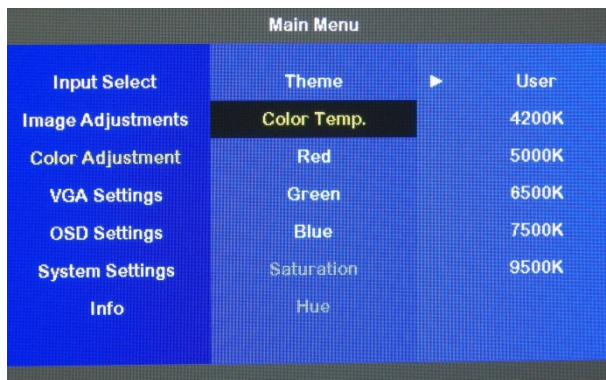 Main Menu
Input Select
Image Adjustments
Color Adjustment
VGA Settings
OSD Settings
System Settings
Info
Theme
Color Temp.
Red
Green
Blue
Saturation
Hue
User
4200K
5000K
6500K
7500K
9500K